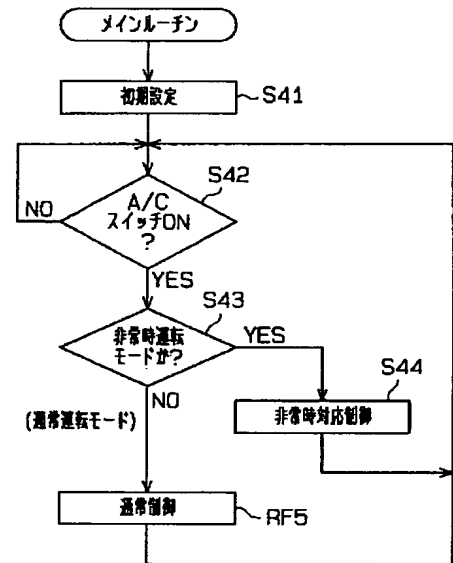 メインルーチン
初期設定
S41
S42
A/C
スイッチON
?
NO
YES
S43
非常時運転
モードか?
YES
S44
NO
(通常運転モード)
非常時対応制御
通常制御
RF5